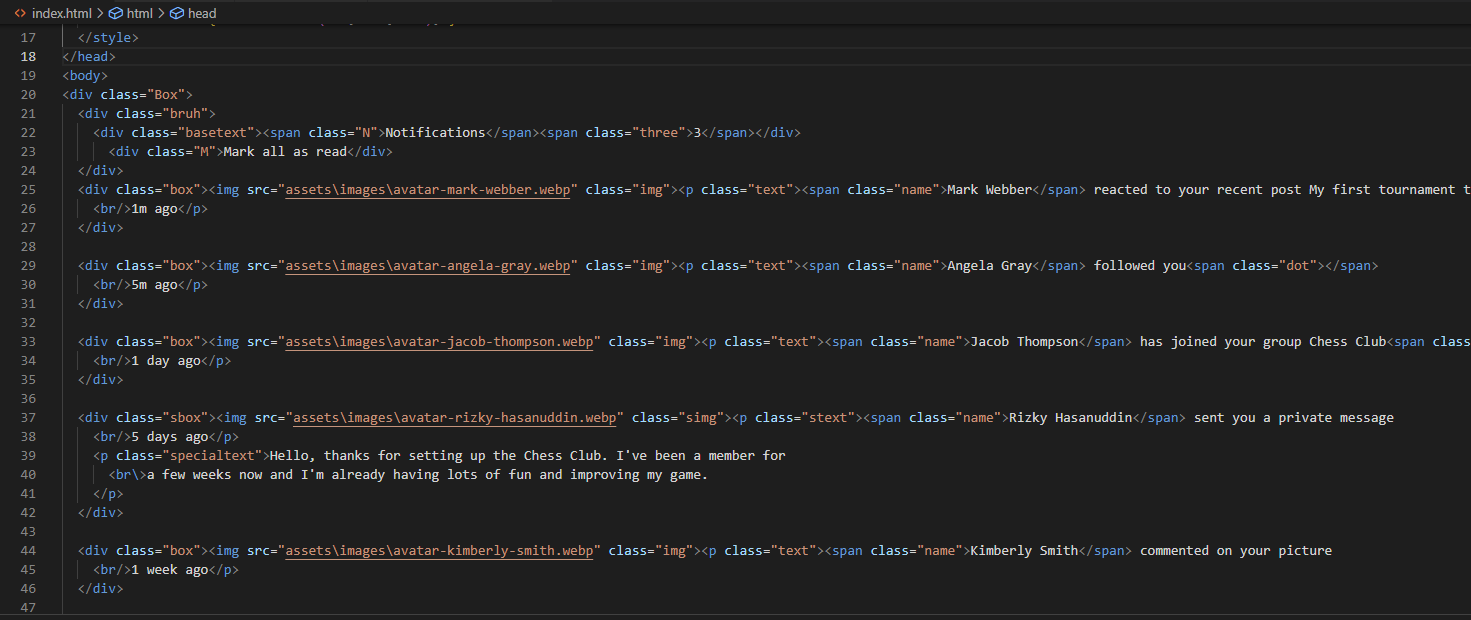 index.html > html > head
17 </style>
18 </head>
19 <body>
20 <div class="Box">
21 <div class="bruh">
22 <div class="basetext"><span class="N">Notifications</span><span class="three">3</span></div>
23 <div class="M">Mark all as read</div>
24 </div>
25 <div class="box"><img src="assets\images\avatar-mark-webber.webp" class="img"><p class="text"><span class="name">Mark Webber</span> reacted to your recent post My first tournament t
26 <br/>1m ago</p>
27 </div>
28
29 <div class="box"><img src="assets\images\avatar-angela-gray.webp" class="img"><p class="text"><span class="name">Angela Gray</span> followed you<span class="dot"></span>
30 <br/>5m ago</p>
31 </div>
32
33 <div class="box"><img src="assets\images\avatar-jacob-thompson.webp" class="img"><p class="text"><span class="name">Jacob Thompson</span> has joined your group Chess Club<span class
34 <br/>1 day ago</p>
35 </div>
36
37 <div class="sbox"><img src="assets\images\avatar-rizky-hasanuddin.webp" class="simg"><p class="stext"><span class="name">Rizky Hasanuddin</span> sent you a private message
38 <br/>5 days ago</p>
39 <p class="specialtext">Hello, thanks for setting up the Chess Club. I've been a member for
40 <br\>a few weeks now and I'm already having lots of fun and improving my game.
41 </p>
42 </div>
43
44 <div class="box"><img src="assets\images\avatar-kimberly-smith.webp" class="img"><p class="text"><span class="name">Kimberly Smith</span> commented on your picture
45 <br/>1 week ago</p>
46 </div>
47